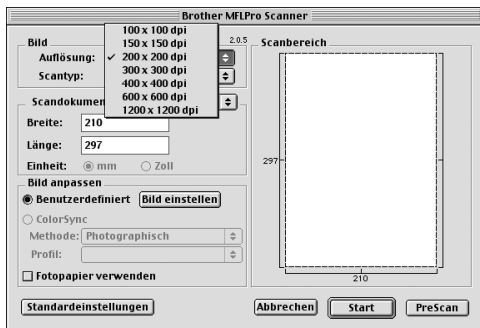 Brother MFLPro Scanner
Bild
2.0.5
Auflösung:
100 x 100 dpi
150 x 150 dpi
✓ 200 x 200 dpi
300 x 300 dpi
400 x 400 dpi
600 x 600 dpi
1200 x 1200 dpi
Scantyp:
Scandokum
Breite: 210
Länge: 297
Einheit: mm Zoll
Bild anpassen
Benutzerdefiniert Bild einstellen
ColorSync
Methode: Photographisch
Profil:
Fotopapier verwenden
Scanbereich
297
210
Standardeinstellungen
Abbrechen Start PreScan